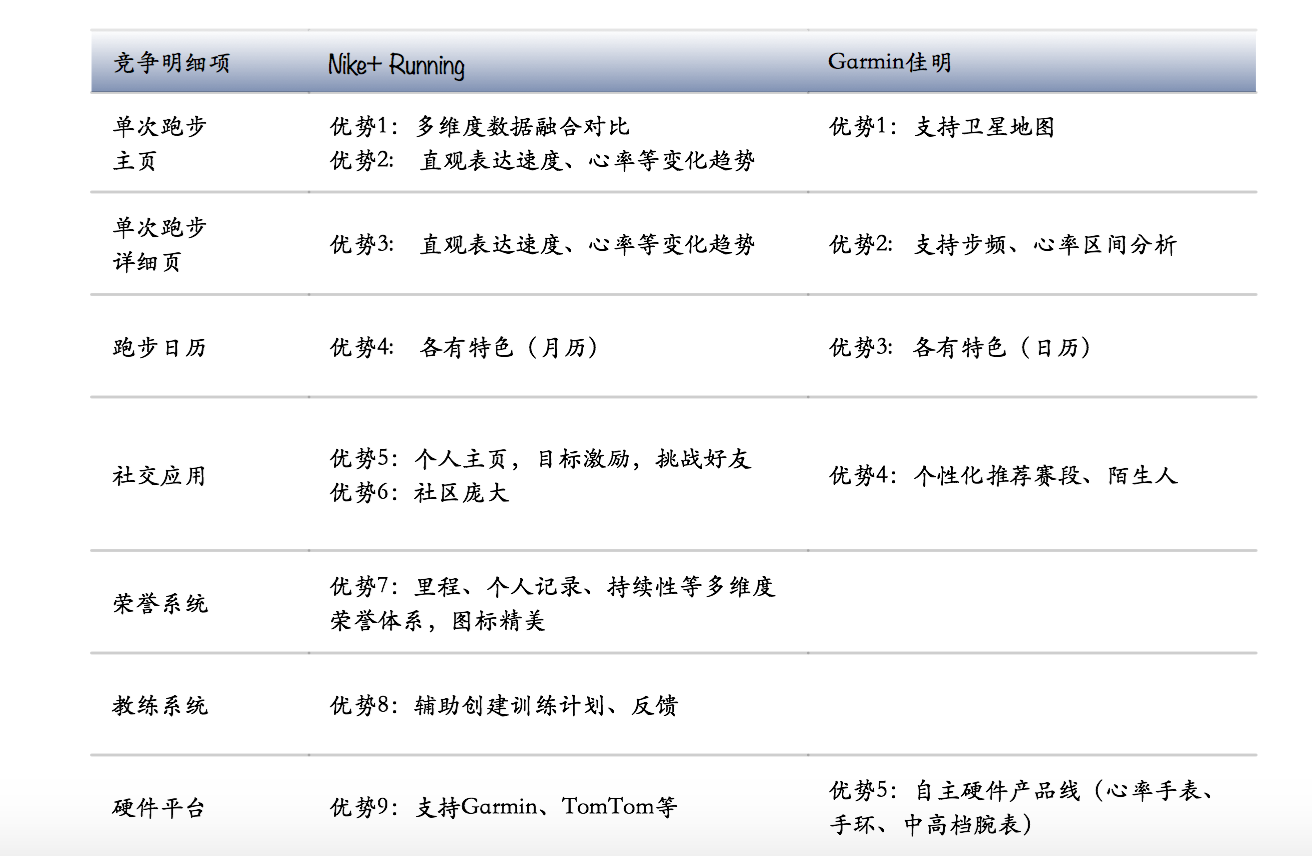 竞争明细项 Nike+ Running Garmin佳明
单次跑步
主页
优势1：多维度数据融合对比
优势2: 直观表达速度、心率等变化趋势
优势1：支持卫星地图
单次跑步
详细页
优势3: 直观表达速度、心率等变化趋势
优势2: 支持步频、心率区间分析
跑步日历
优势4: 各有特色（月历）
优势3: 各有特色（日历）
社交应用
优势5：个人主页，目标激励，挑战好友
优势6：社区庞大
优势4：个性化推荐赛段、陌生人
荣誉系统
优势7：里程、个人记录、持续性等多维度
荣誉体系，图标精美
教练系统
优势8：辅助创建训练计划、反馈
硬件平台
优势9：支持Garmin、TomTom等
优势5：自主硬件产品线（心率手表、
手环、中高档腕表）